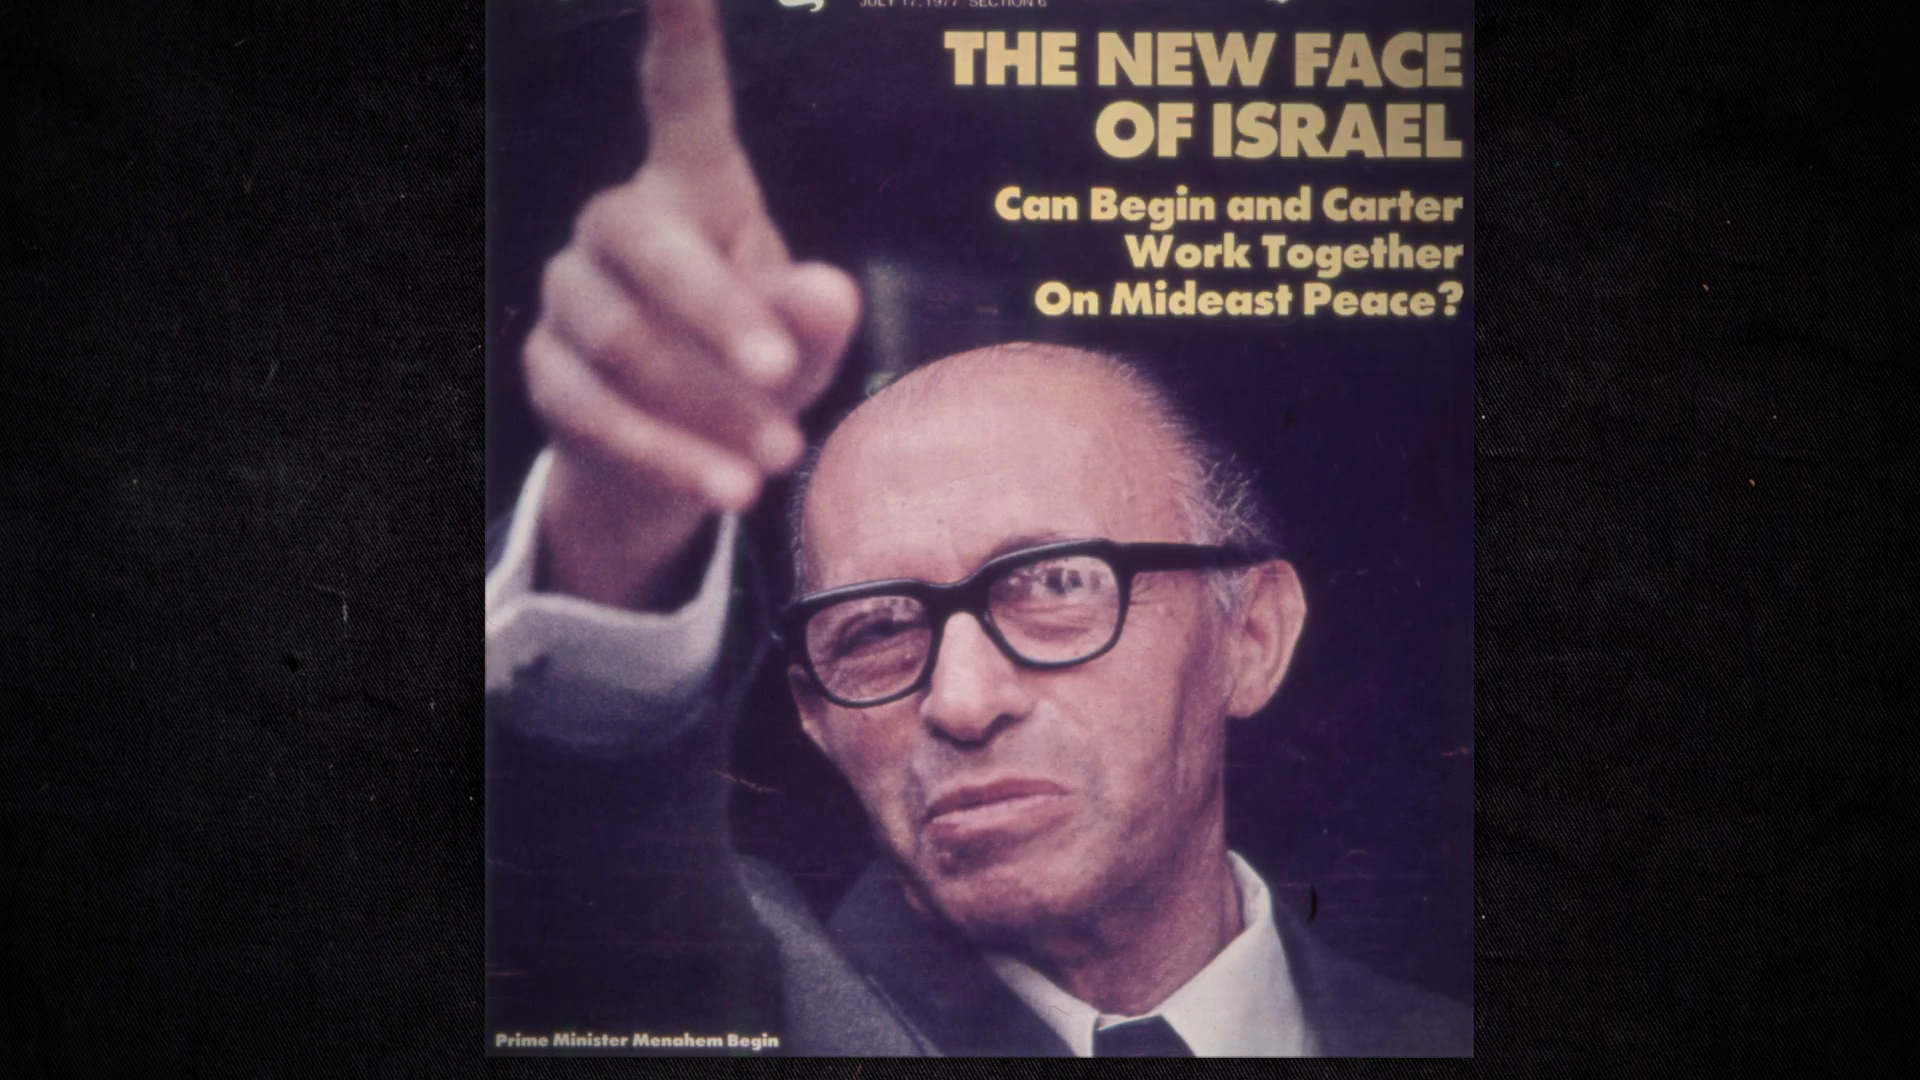 JULY 17, 1977 SECTION 6
THE NEW FACE
OF ISRAEL
Can Begin and Carter
Work Together
On Mideast Peace?
Prime Minister Menahem Begin